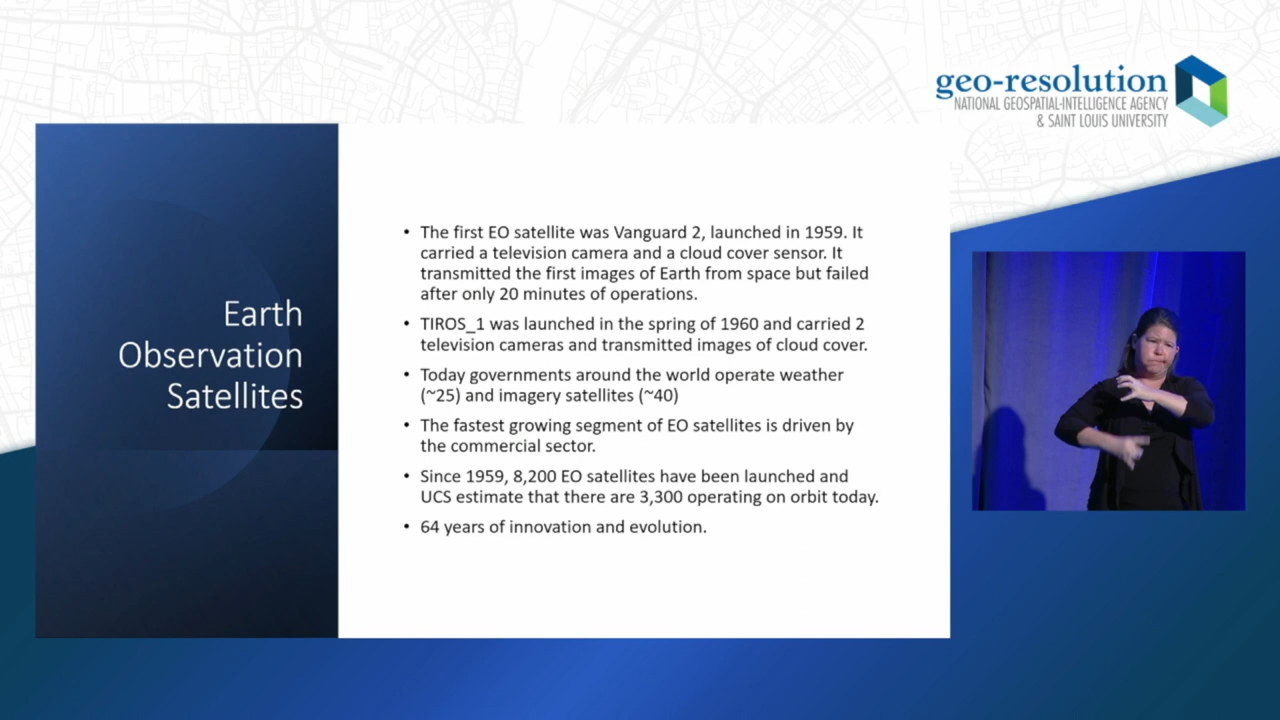 geo-resolution
NATIONAL GEOSPATIAL-INTELLIGENCE AGENCY
& SAINT LOUIS UNIVERSITY
Earth
Observation
Satellites
• The first EO satellite was Vanguard 2, launched in 1959. It
carried a television camera and a cloud cover sensor. It
transmitted the first images of Earth from space but failed
after only 20 minutes of operations.
• TIROS_1 was launched in the spring of 1960 and carried 2
television cameras and transmitted images of cloud cover.
• Today governments around the world operate weather
(~25) and imagery satellites (~40)
• The fastest growing segment of EO satellites is driven by
the commercial sector.
• Since 1959, 8,200 EO satellites have been launched and
UCS estimate that there are 3,300 operating on orbit today.
• 64 years of innovation and evolution.